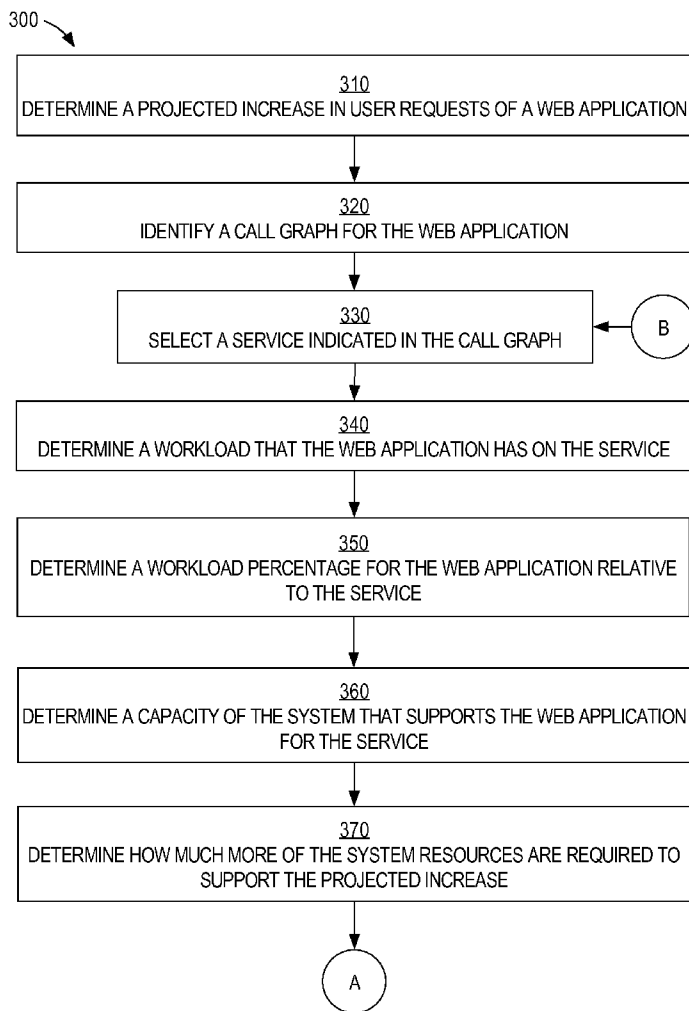 300
310
DETERMINE A PROJECTED INCREASE IN USER REQUESTS OF A WEB APPLICATION
320
IDENTIFY A CALL GRAPH FOR THE WEB APPLICATION
330
SELECT A SERVICE INDICATED IN THE CALL GRAPH
B
340
DETERMINE A WORKLOAD THAT THE WEB APPLICATION HAS ON THE SERVICE
350
DETERMINE A WORKLOAD PERCENTAGE FOR THE WEB APPLICATION RELATIVE
TO THE SERVICE
360
DETERMINE A CAPACITY OF THE SYSTEM THAT SUPPORTS THE WEB APPLICATION
FOR THE SERVICE
370
DETERMINE HOW MUCH MORE OF THE SYSTEM RESOURCES ARE REQUIRED TO
SUPPORT THE PROJECTED INCREASE
A